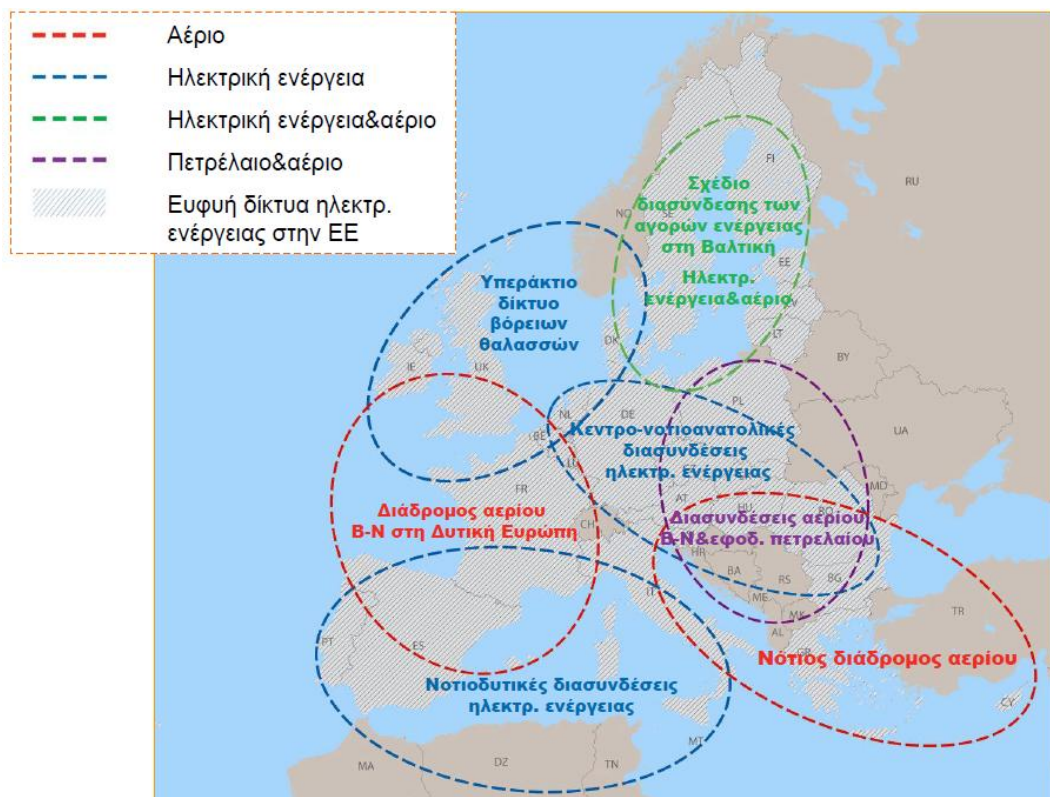 Αέριο
Ηλεκτρική ενέργεια
Ηλεκτρική ενέργεια&αέριο
Πετρέλαιο&αέριο
Ευφυή δίκτυα ηλεκτρ.
ενέργειας στην ΕΕ
FI
RU
NO
SE
Σχέδιο
διασύνδεσης των
αγορών ενέργειας
στη Βαλτική
Ηλεκτρ.
ενέργεια&αέριο
EE
LV
LT
Υπεράκτιο
δίκτυο
βόρειων
θαλασσών
DK
IE
UK
BY
NL
DE
PL
BE
LU
UA
Κεντρο-νοτιοανατολικές
διασυνδέσεις
ηλεκτρ. ενέργειας
FR
AT
HU
RO
MD
CH
Διάδρομος αερίου
Β-Ν στη Δυτική Ευρώπη
Διασυνδέσεις αερίου
Β-Ν&εφοδ. πετρελαίου
HR
BA
RS
BG
IT
ME
MK
AL
GR
TR
PT
ES
Νότιος διάδρομος αερίου
Νοτιοδυτικές διασυνδέσεις
ηλεκτρ. ενέργειας
CY
MT
MA
DZ
TN